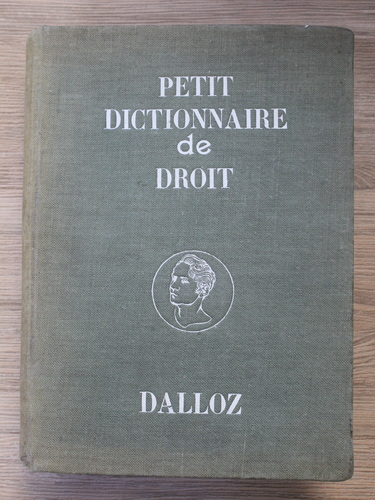 PETIT
DICTIONNAIRE
de
DROIT
DALLOZ